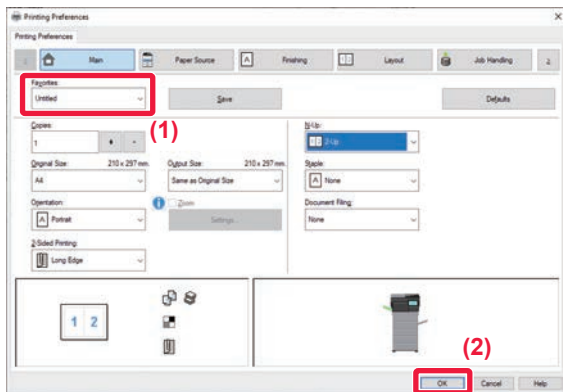 Printing Preferences
Printing Preferences
Main Paper Source Finishing Layout Job Handling
Favorites:
Untitled Save Defaults
(1)
Copies: N-Up:
1 + - 2-Up
Original Size: 210 x 297 mm. Output Size: 210 x 297 mm. Staple:
A4 Same as Original Size None
Orientation: Zoom Document Filing:
Portrait Settings None
2-Sided Printing:
Long Edge
1 2
(2)
OK Cancel Help